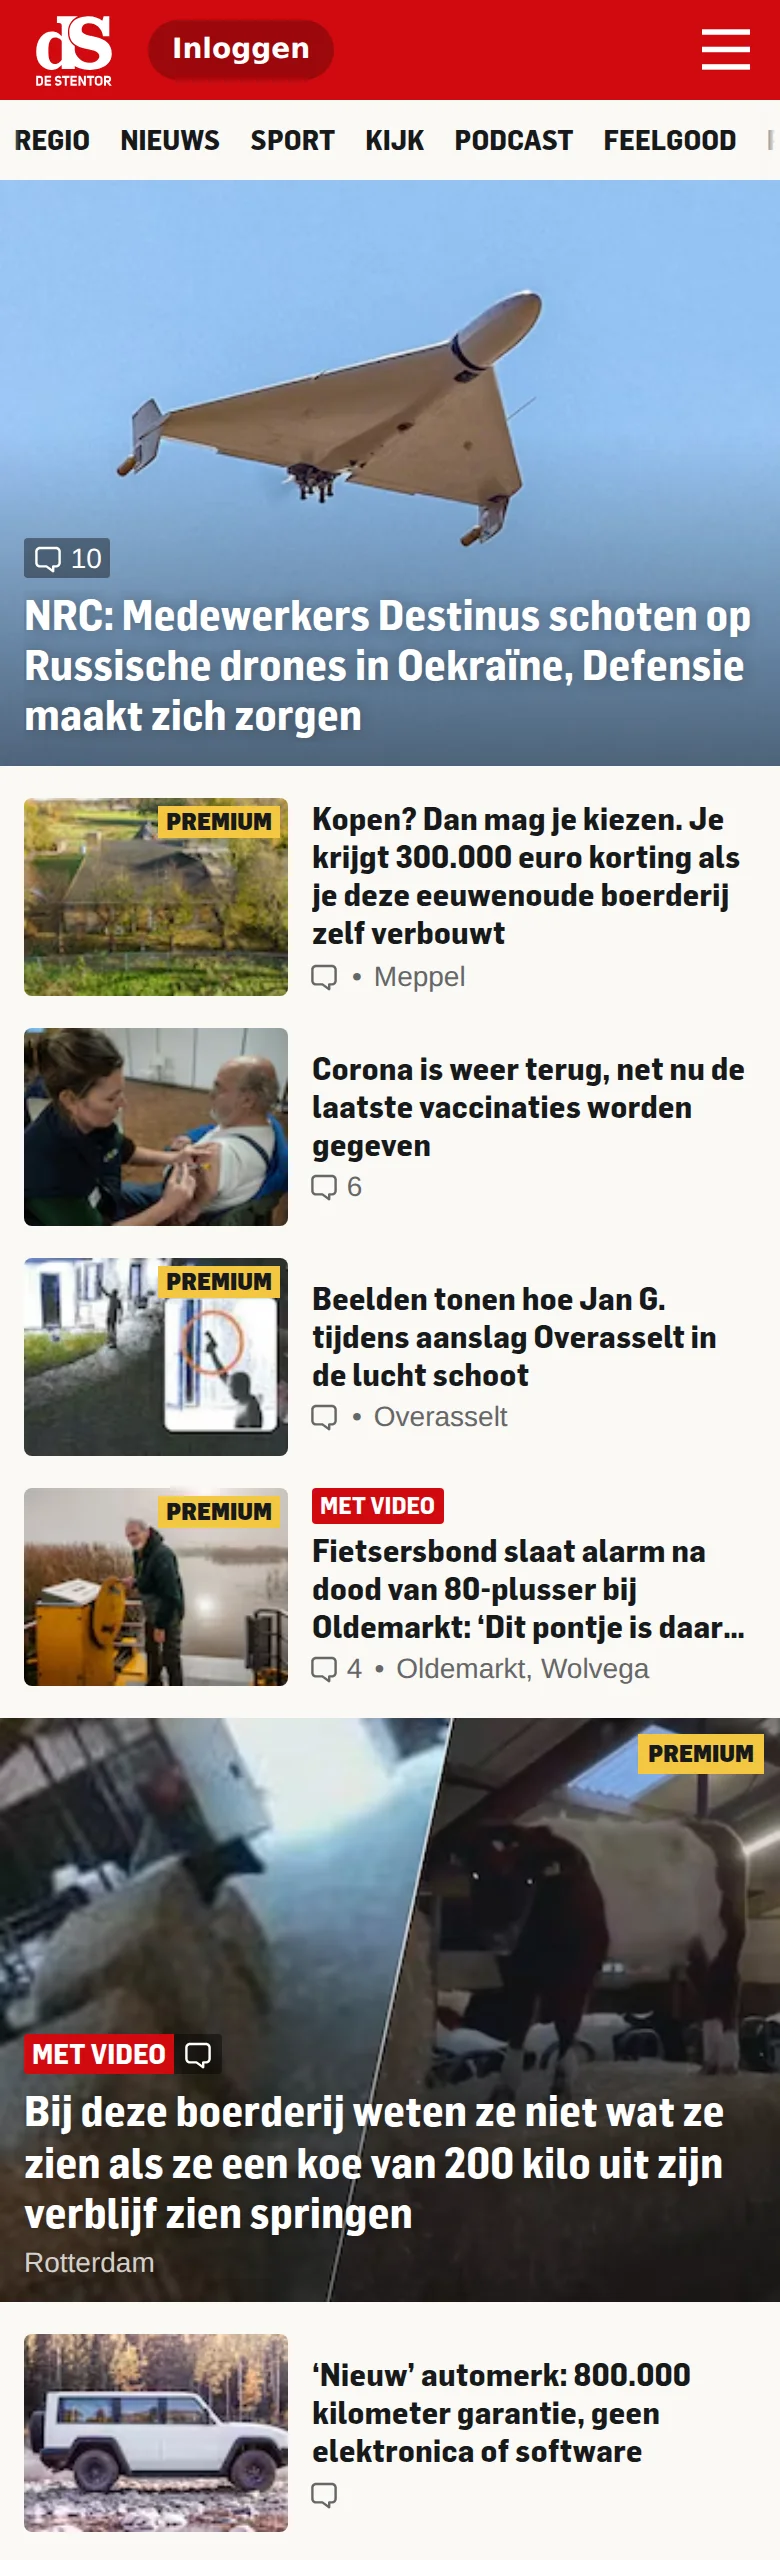 dS
DE STENTOR
Inloggen
REGIO NIEUWS SPORT KIJK PODCAST FEELGOOD
10
NRC: Medewerkers Destinus schoten op
Russische drones in Oekraïne, Defensie
maakt zich zorgen
PREMIUM
Kopen? Dan mag je kiezen. Je
krijgt 300.000 euro korting als
je deze eeuwenoude boerderij
zelf verbouwt
• Meppel
Corona is weer terug, net nu de
laatste vaccinaties worden
gegeven
6
PREMIUM
Beelden tonen hoe Jan G.
tijdens aanslag Overasselt in
de lucht schoot
• Overasselt
PREMIUM
MET VIDEO
Fietsersbond slaat alarm na
dood van 80-plusser bij
Oldemarkt: ‘Dit pontje is daar...
4 • Oldemarkt, Wolvega
PREMIUM
MET VIDEO
Bij deze boerderij weten ze niet wat ze
zien als ze een koe van 200 kilo uit zijn
verblijf zien springen
Rotterdam
‘Nieuw’ automerk: 800.000
kilometer garantie, geen
elektronica of software